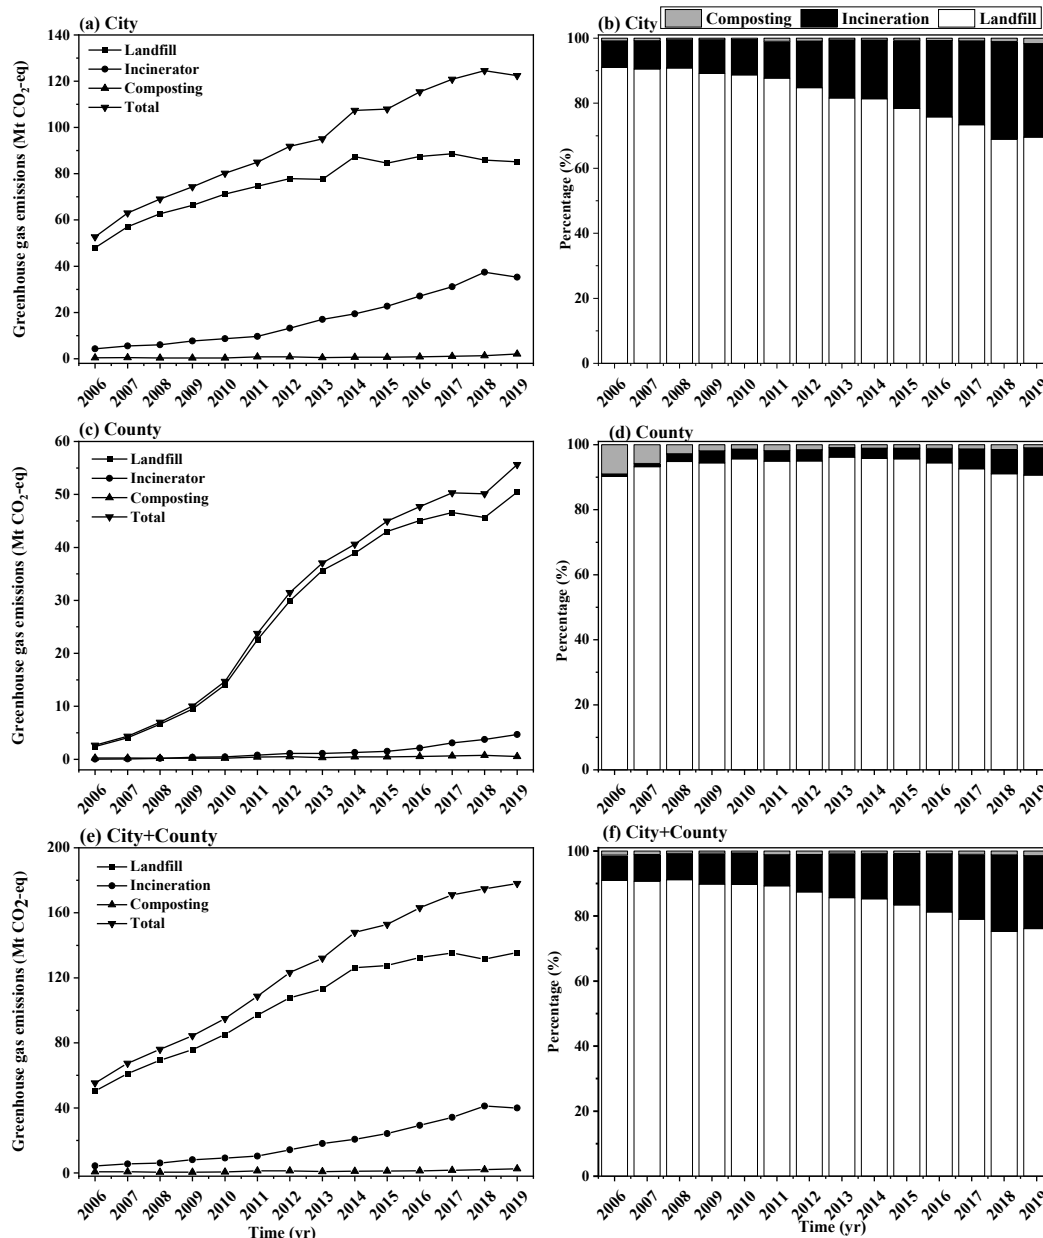 (a) City
Greenhouse gas emissions (Mt CO₂-eq)
140
120
100
80
60
40
20
0
Landfill
Incinerator
Composting
Total
2006 2007 2008 2009 2010 2011 2012 2013 2014 2015 2016 2017 2018 2019
(b) City
Composting Incineration Landfill
Percentage (%)
100
80
60
40
20
0
2006 2007 2008 2009 2010 2011 2012 2013 2014 2015 2016 2017 2018 2019
(c) County
Greenhouse gas emissions (Mt CO₂-eq)
60
50
40
30
20
10
0
Landfill
Incinerator
Composting
Total
2006 2007 2008 2009 2010 2011 2012 2013 2014 2015 2016 2017 2018 2019
(d) County
Percentage (%)
100
80
60
40
20
0
2006 2007 2008 2009 2010 2011 2012 2013 2014 2015 2016 2017 2018 2019
(e) City+County
Greenhouse gas emissions (Mt CO2-eq)
200
160
120
80
40
0
Landfill
Incineration
Composting
Total
2006 2007 2008 2009 2010 2011 2012 2013 2014 2015 2016 2017 2018 2019
Time (yr)
(f) City+County
Percentage (%)
100
80
60
40
20
0
2006 2007 2008 2009 2010 2011 2012 2013 2014 2015 2016 2017 2018 2019
Time (yr)